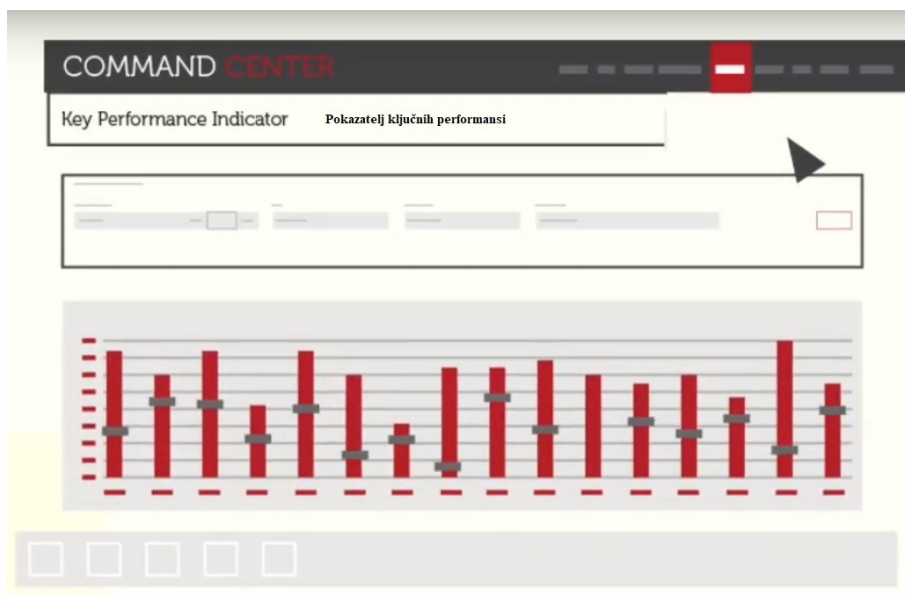 COMMAND CENTER
Key Performance Indicator Pokazatelj ključnih performansi